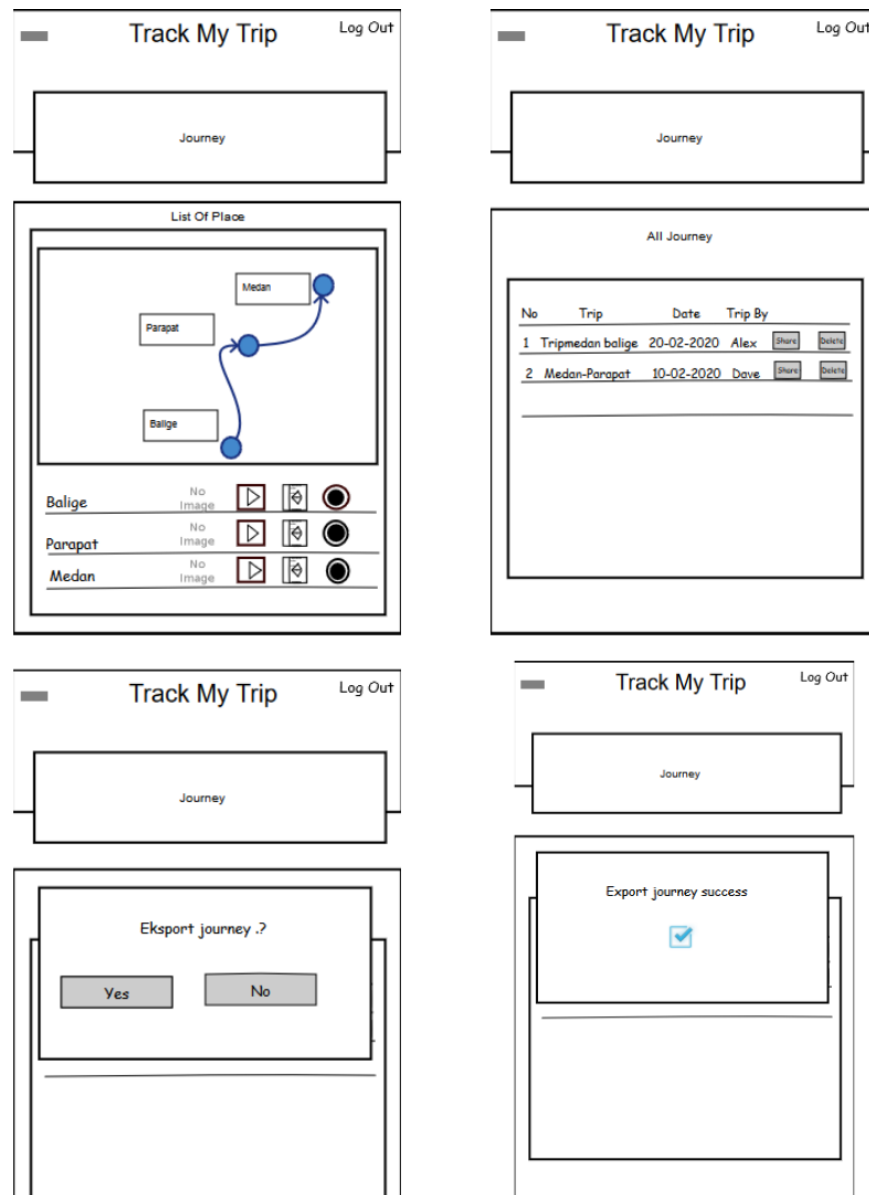 Track My Trip Log Out
Journey
List Of Place
Medan
Parapat
Balige
Balige No Image
Parapat No Image
Medan No Image
Track My Trip Log Out
Journey
All Journey
No Trip Date Trip By
1 Tripmedan balige 20-02-2020 Alex Share Delete
2 Medan-Parapat 10-02-2020 Dave Share Delete
Track My Trip Log Out
Journey
Eksport journey .?
Yes No
Track My Trip Log Out
Journey
Export journey success